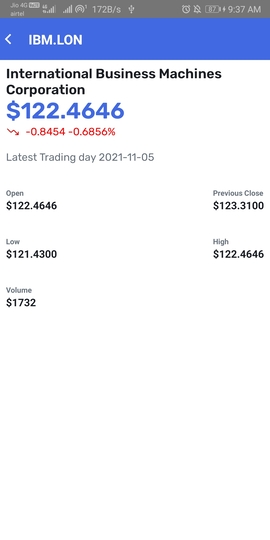 Jio 4G VoLTE 172B/s 87 9:37 AM
airtel
IBM.LON
International Business Machines
Corporation
$122.4646
-0.8454 -0.6856%
Latest Trading day 2021-11-05
Open Previous Close
$122.4646 $123.3100
Low High
$121.4300 $122.4646
Volume
$1732